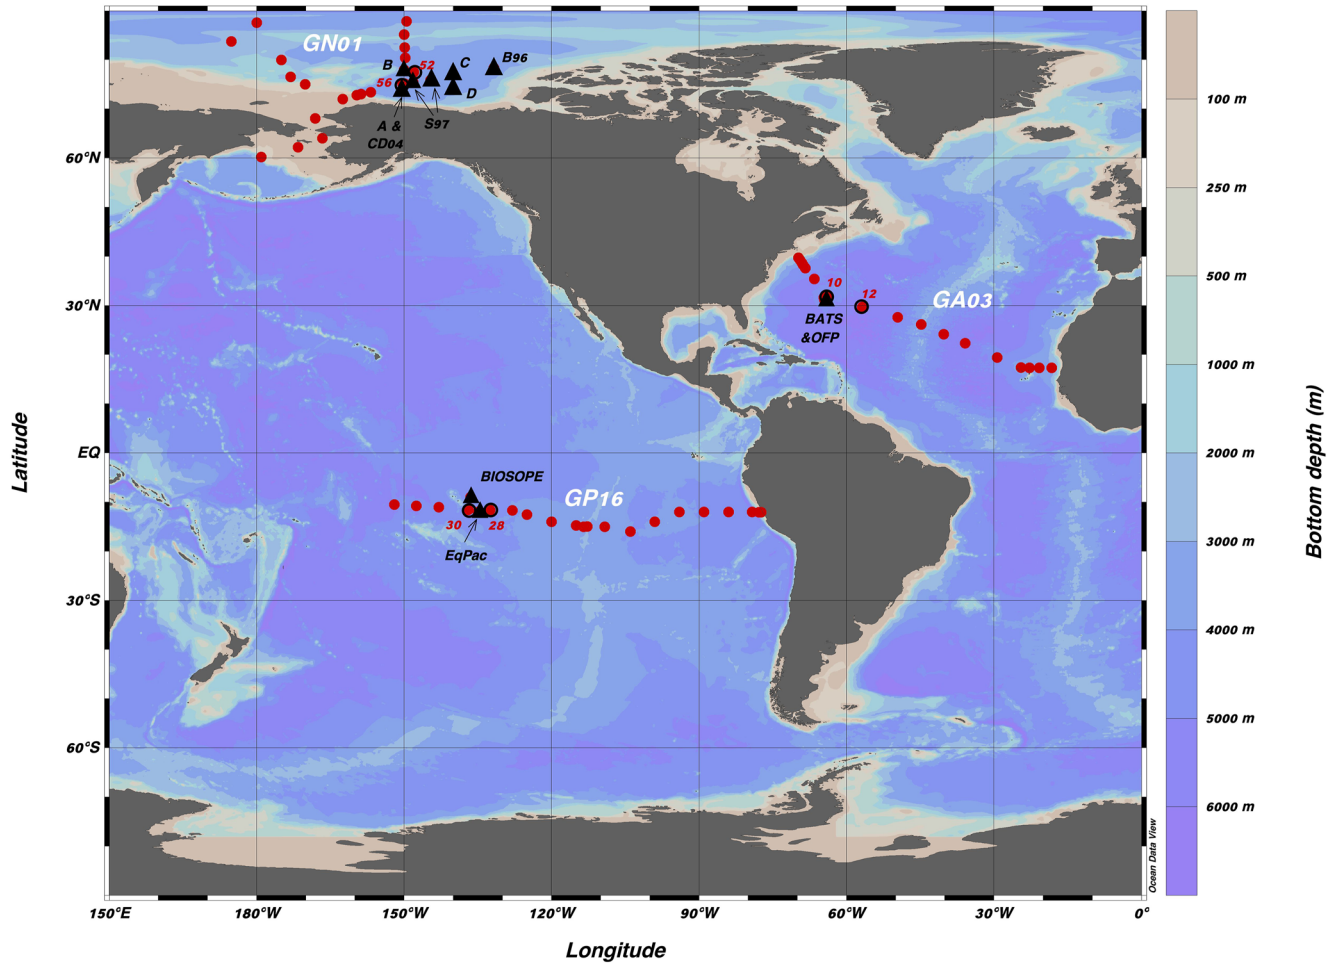 GN01
B
52
C
B96
56
D
A &
CD04
S97
60°N
100 m
250 m
500 m
10
12
GA03
30°N
BATS
&OFP
1000 m
EQ
2000 m
BIOSOPE
GP16
30
28
EqPac
3000 m
30°S
4000 m
5000 m
60°S
6000 m
Latitude
Bottom depth (m)
Ocean Data View
150°E
180°W
150°W
120°W
90°W
60°W
30°W
0°
Longitude